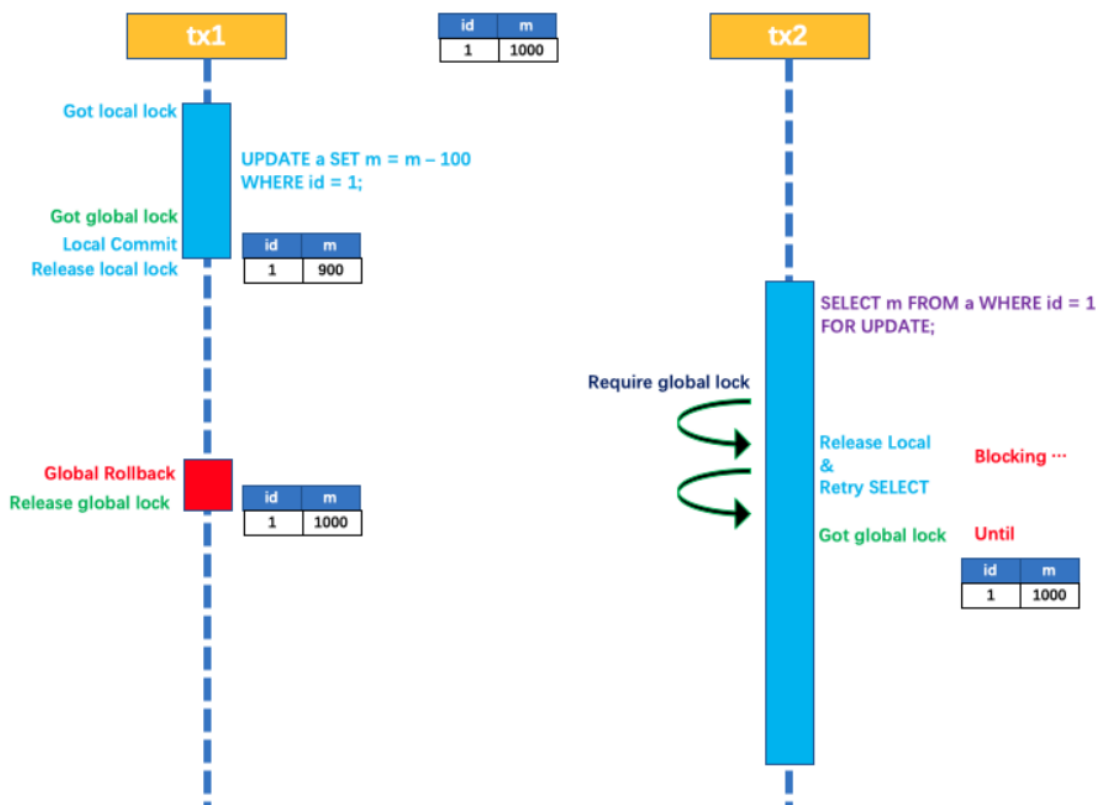 tx1
id m
1 1000
tx2
Got local lock
UPDATE a SET m = m – 100
WHERE id = 1;
Got global lock
Local Commit
Release local lock
id m
1 900
SELECT m FROM a WHERE id = 1
FOR UPDATE;
Require global lock
Release Local
&
Retry SELECT
Blocking ···
Global Rollback
Release global lock
id m
1 1000
Got global lock
Until
id m
1 1000